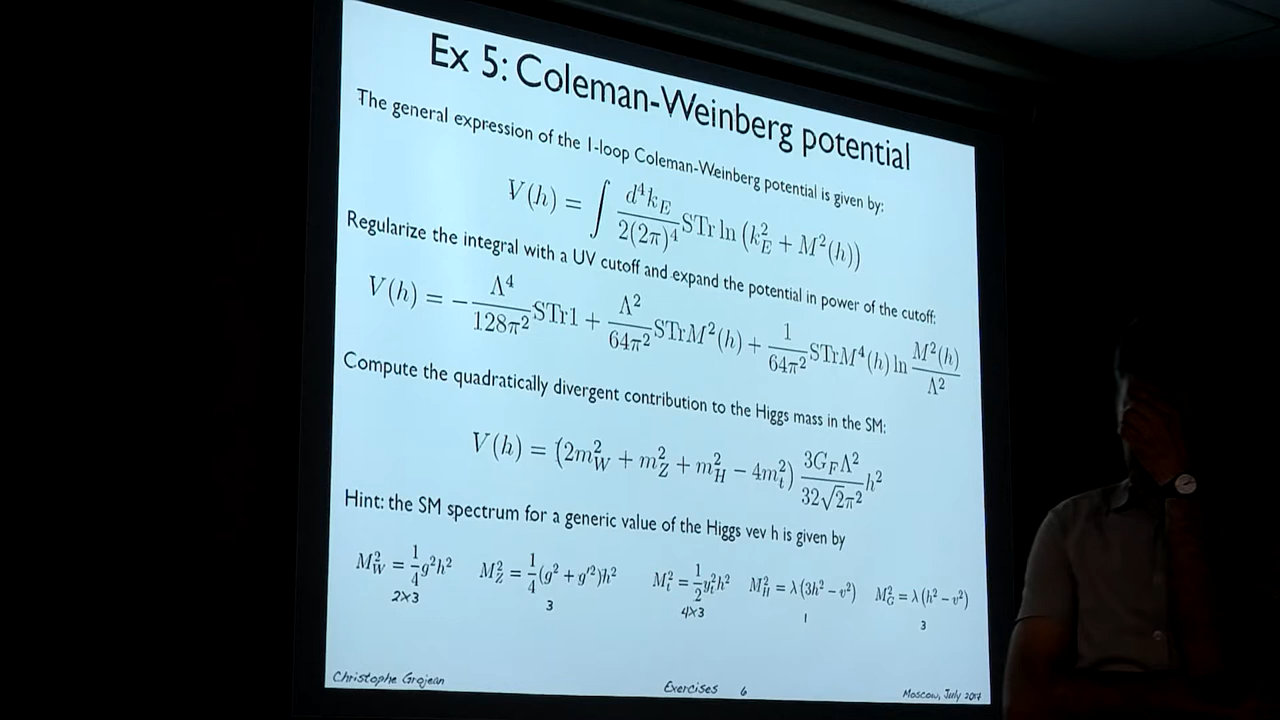 Ex 5: Coleman-Weinberg potential
The general expression of the 1-loop Coleman-Weinberg potential is given by:
V(h) = ∫ d⁴k_E / 2(2π)⁴ STr ln (k_E² + M²(h))
Regularize the integral with a UV cutoff and expand the potential in power of the cutoff:
V(h) = −Λ⁴/128π² STr1 + Λ²/64π² STrM²(h) + 1/64π² STrM⁴(h) ln M²(h)/Λ²
Compute the quadratically divergent contribution to the Higgs mass in the SM:
V(h) = (2m_W² + m_Z² + m_H² − 4m_t²) 3G_FΛ²/32√2π² h²
Hint: the SM spectrum for a generic value of the Higgs vev h is given by
M_W² = 1/4 g²h² M_Z² = 1/4 (g² + g′²)h² M_t² = 1/2 y_t²h² M_H² = λ(3h² − v²) M_G² = λ(h² − v²)
2×3 3 4×3 1 3
Christophe Grojean Exercises 6 Moscow, July 2017